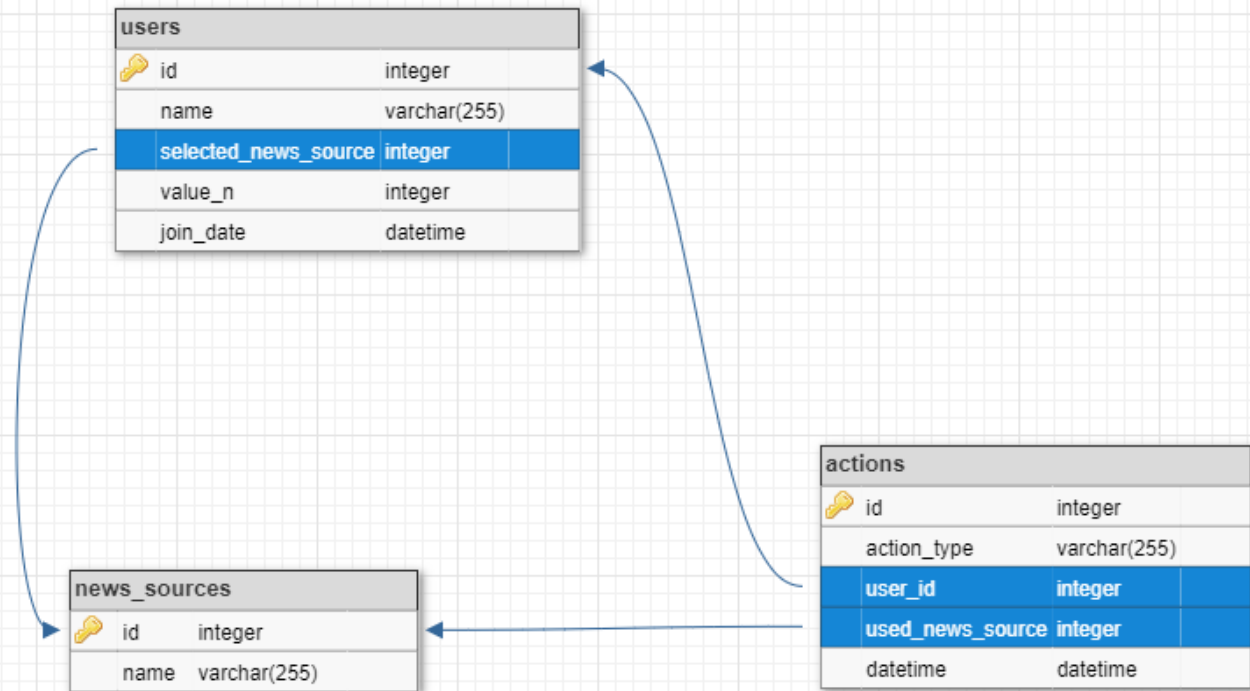 users
id integer
name varchar(255)
selected_news_source integer
value_n integer
join_date datetime
actions
id integer
action_type varchar(255)
user_id integer
used_news_source integer
datetime datetime
news_sources
id integer
name varchar(255)